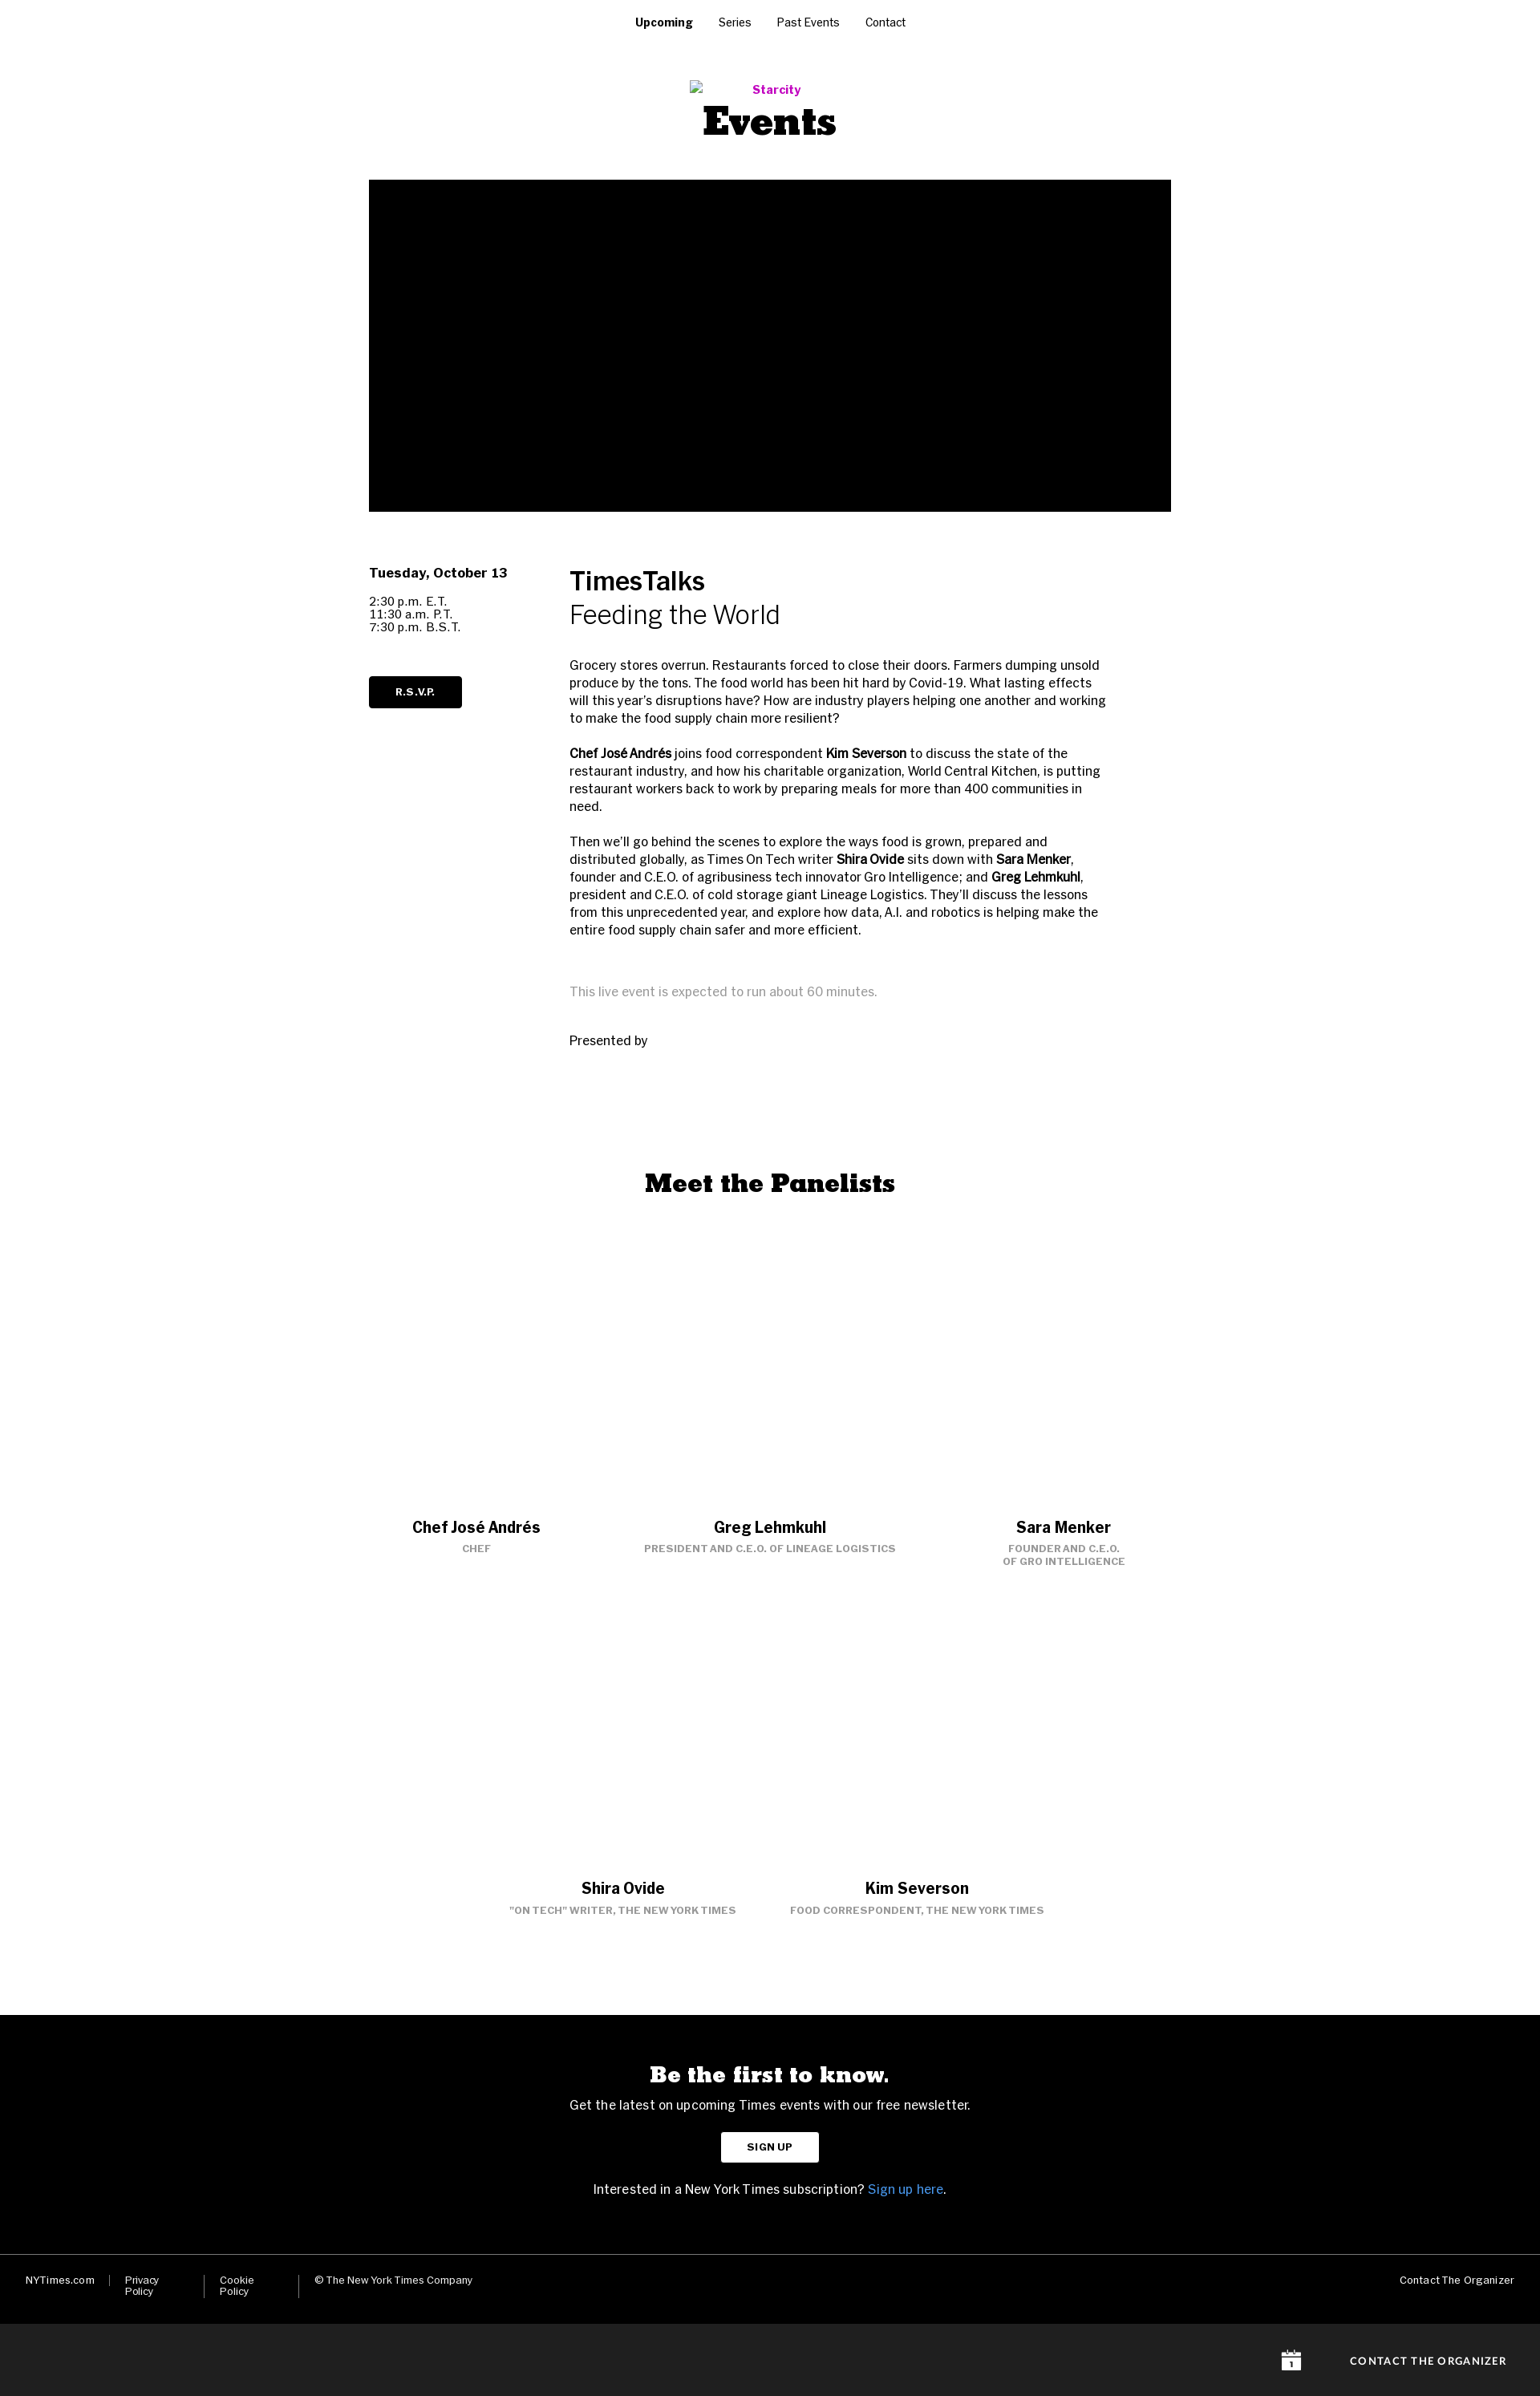 Upcoming Series Past Events Contact
Starcity
Events
Tuesday, October 13
2:30 p.m. E.T.
11:30 a.m. P.T.
7:30 p.m. B.S.T.
R.S.V.P.
TimesTalks
Feeding the World
Grocery stores overrun. Restaurants forced to close their doors. Farmers dumping unsold
produce by the tons. The food world has been hit hard by Covid-19. What lasting effects
will this year’s disruptions have? How are industry players helping one another and working
to make the food supply chain more resilient?
Chef José Andrés joins food correspondent Kim Severson to discuss the state of the
restaurant industry, and how his charitable organization, World Central Kitchen, is putting
restaurant workers back to work by preparing meals for more than 400 communities in
need.
Then we’ll go behind the scenes to explore the ways food is grown, prepared and
distributed globally, as Times On Tech writer Shira Ovide sits down with Sara Menker,
founder and C.E.O. of agribusiness tech innovator Gro Intelligence; and Greg Lehmkuhl,
president and C.E.O. of cold storage giant Lineage Logistics. They’ll discuss the lessons
from this unprecedented year, and explore how data, A.I. and robotics is helping make the
entire food supply chain safer and more efficient.
This live event is expected to run about 60 minutes.
Presented by
Meet the Panelists
Chef José Andrés
CHEF
Greg Lehmkuhl
PRESIDENT AND C.E.O. OF LINEAGE LOGISTICS
Sara Menker
FOUNDER AND C.E.O.
OF GRO INTELLIGENCE
Shira Ovide
"ON TECH" WRITER, THE NEW YORK TIMES
Kim Severson
FOOD CORRESPONDENT, THE NEW YORK TIMES
Be the first to know.
Get the latest on upcoming Times events with our free newsletter.
SIGN UP
Interested in a New York Times subscription? Sign up here.
NYTimes.com
Privacy
Policy
Cookie
Policy
© The New York Times Company
Contact The Organizer
1
CONTACT THE ORGANIZER